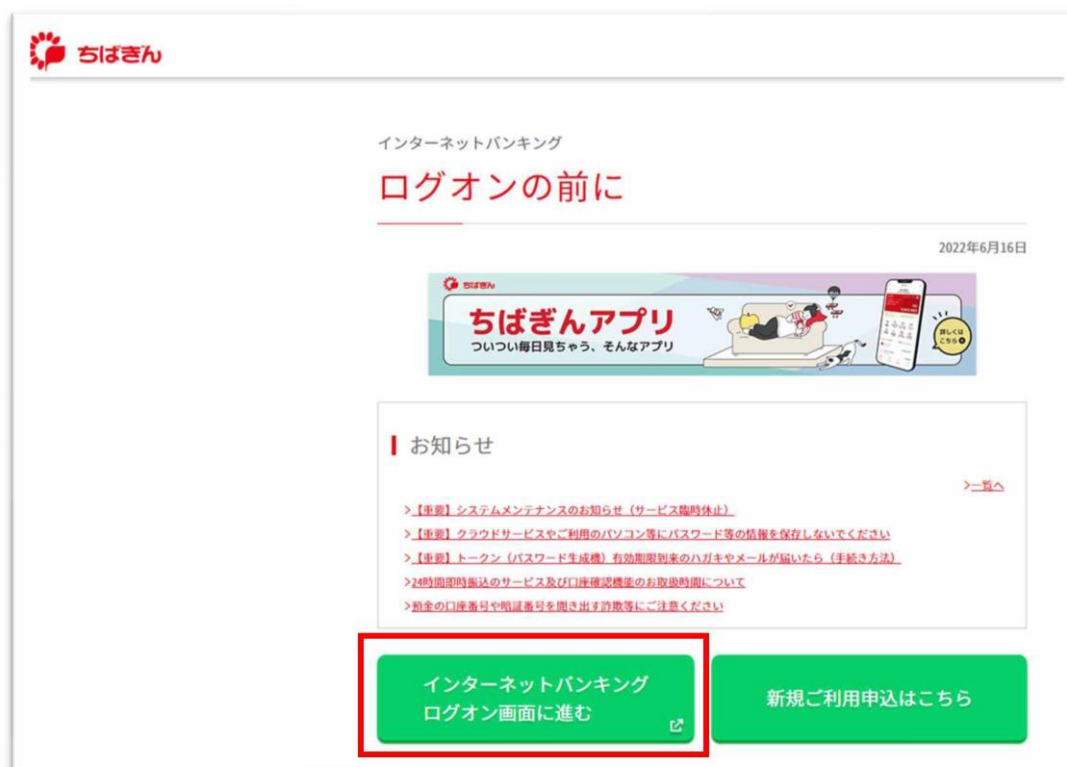 ちばぎん
インターネットバンキング
ログオンの前に
2022年6月16日
ちばぎん
ちばぎんアプリ
ついつい毎日見ちゃう、そんなアプリ
詳しくは
こちら
お知らせ
>一覧へ
>【重要】システムメンテナンスのお知らせ（サービス臨時休止）
>【重要】クラウドサービスやご利用のパソコン等にパスワード等の情報を保存しないでください
>【重要】トークン（パスワード生成機）有効期限到来のハガキやメールが届いたら（手続き方法）
>24時間即時振込のサービス及び口座確認機能のお取扱時間について
>預金の口座番号や暗証番号を聞き出す詐欺等にご注意ください
インターネットバンキング
ログオン画面に進む
新規ご利用申込はこちら